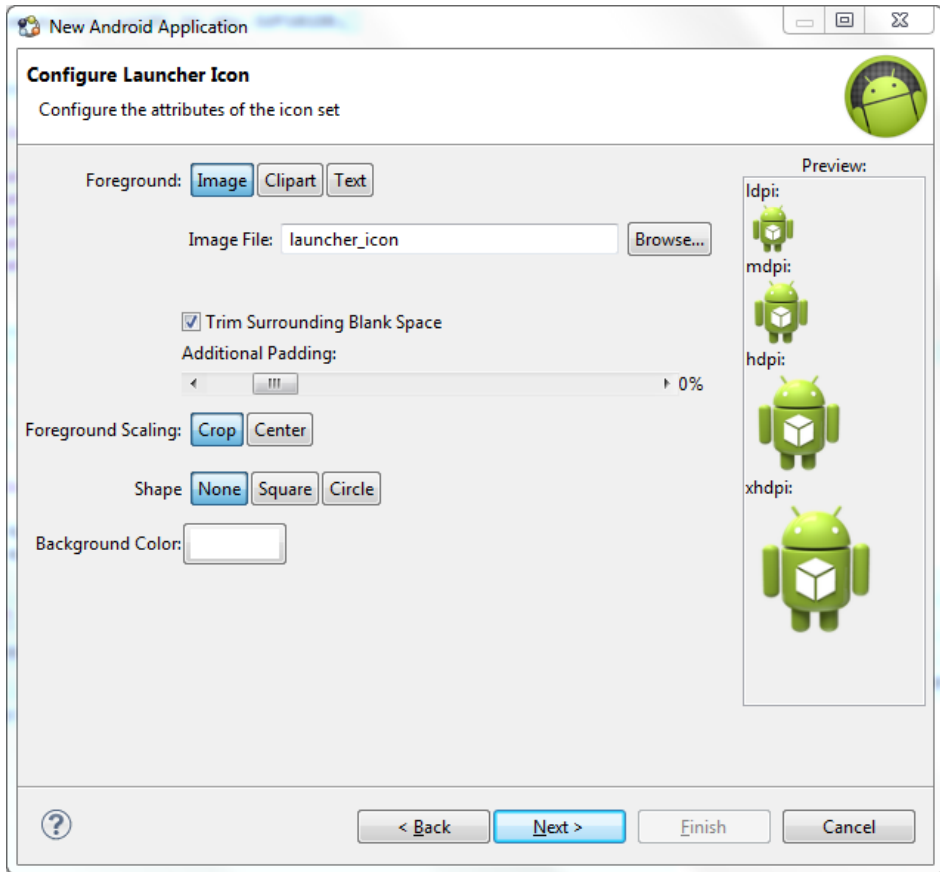 New Android Application
Configure Launcher Icon
Configure the attributes of the icon set
Foreground: Image Clipart Text
Image File: launcher_icon Browse...
Trim Surrounding Blank Space
Additional Padding:
0%
Foreground Scaling: Crop Center
Shape None Square Circle
Background Color:
Preview:
ldpi:
mdpi:
hdpi:
xhdpi:
< Back Next > Finish Cancel